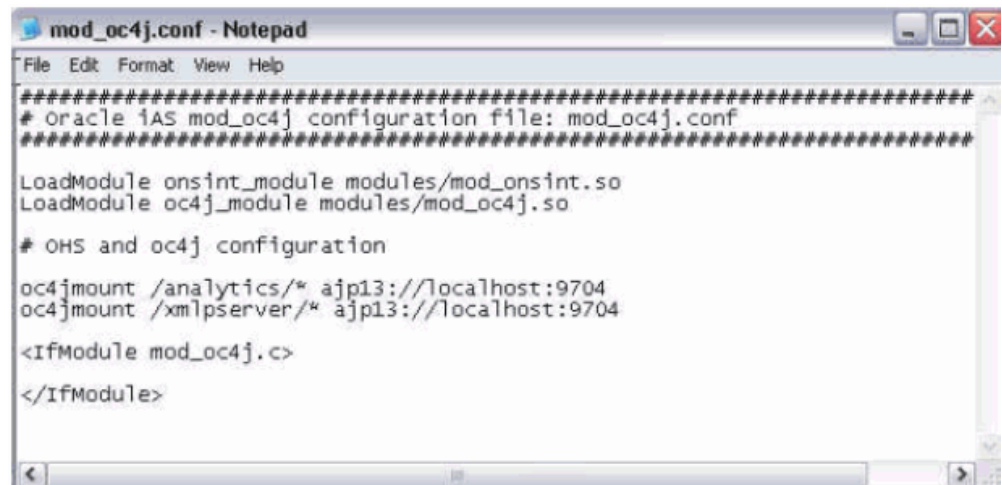 mod_oc4j.conf - Notepad
File Edit Format View Help
##########################################################################
# Oracle iAS mod_oc4j configuration file: mod_oc4j.conf
##########################################################################
LoadModule onsint_module modules/mod_onsint.so
LoadModule oc4j_module modules/mod_oc4j.so
# OHS and oc4j configuration
oc4jmount /analytics/* ajp13://localhost:9704
oc4jmount /xmlpserver/* ajp13://localhost:9704
<IfModule mod_oc4j.c>
</IfModule>